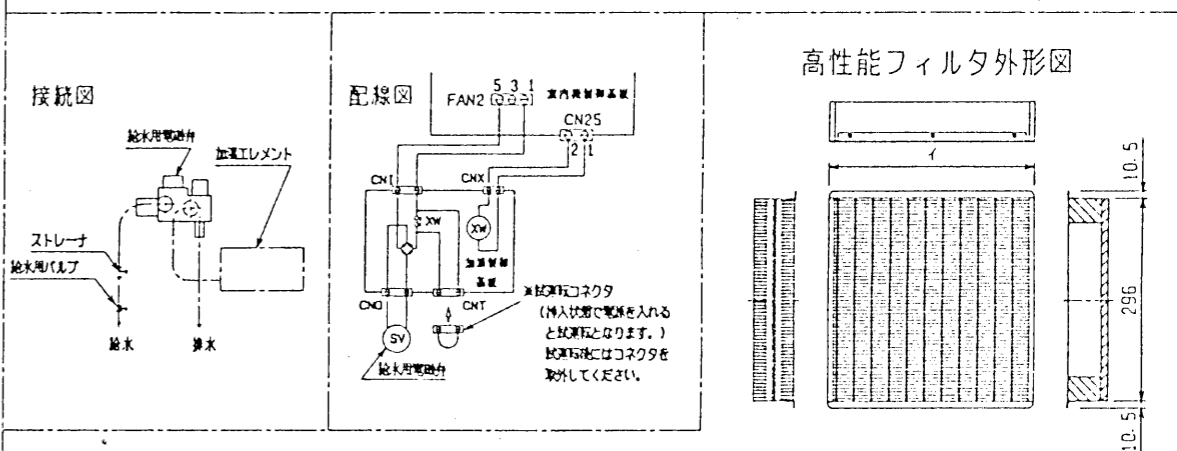 接続図
給水用電磁弁
加湿エレメント
ストレーナ
給水用バルブ
給水
排水
配線図
5 3 1
FAN2
室内機制御基板
CN25
2 1
CN1
CNX
XW
XW
加湿制御
基板
CNO
CNT
SV
給水用電磁弁
※試運転コネクタ
(挿入状態で電源を入れる
と試運転となります。)
試運転後にはコネクタを
取外してください。
高性能フィルタ外形図
イ
10.5
296
10.5